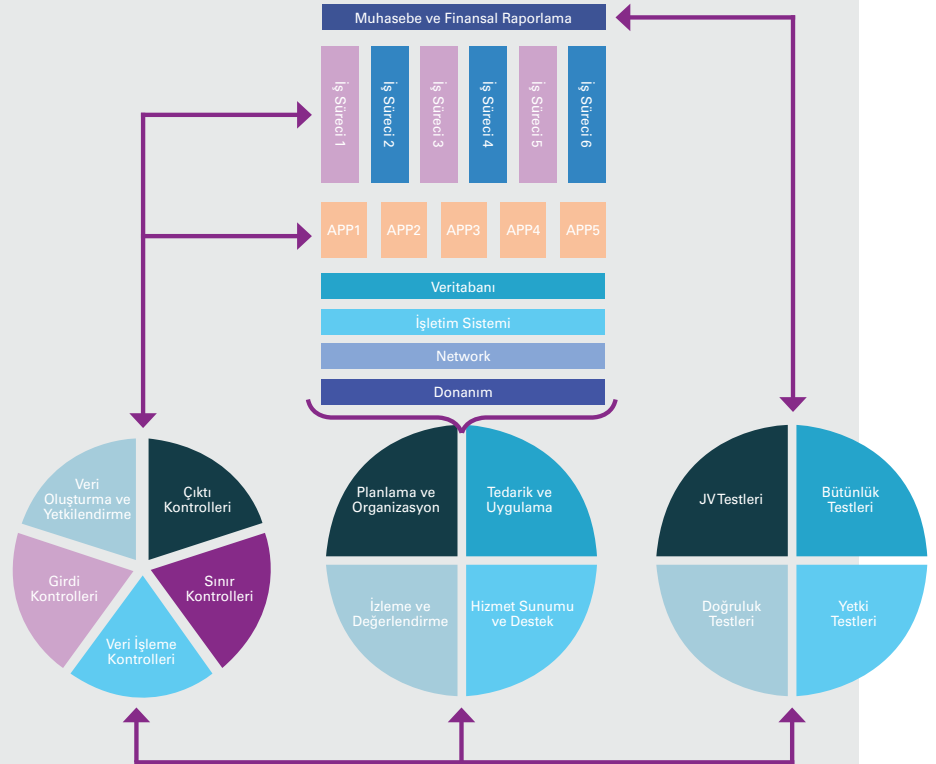 Muhasebe ve Finansal Raporlama
İş Süreci 1
İş Süreci 2
İş Süreci 3
İş Süreci 4
İş Süreci 5
İş Süreci 6
APP1
APP2
APP3
APP4
APP5
Veritabanı
İşletim Sistemi
Network
Donanım
Veri
Oluşturma ve
Yetkilendirme
Çıktı
Kontrolleri
Girdi
Kontrolleri
Sınır
Kontrolleri
Veri İşleme
Kontrolleri
Planlama ve
Organizasyon
Tedarik ve
Uygulama
İzleme ve
Değerlendirme
Hizmet Sunumu
ve Destek
JV Testleri
Bütünlük
Testleri
Doğruluk
Testleri
Yetki
Testleri